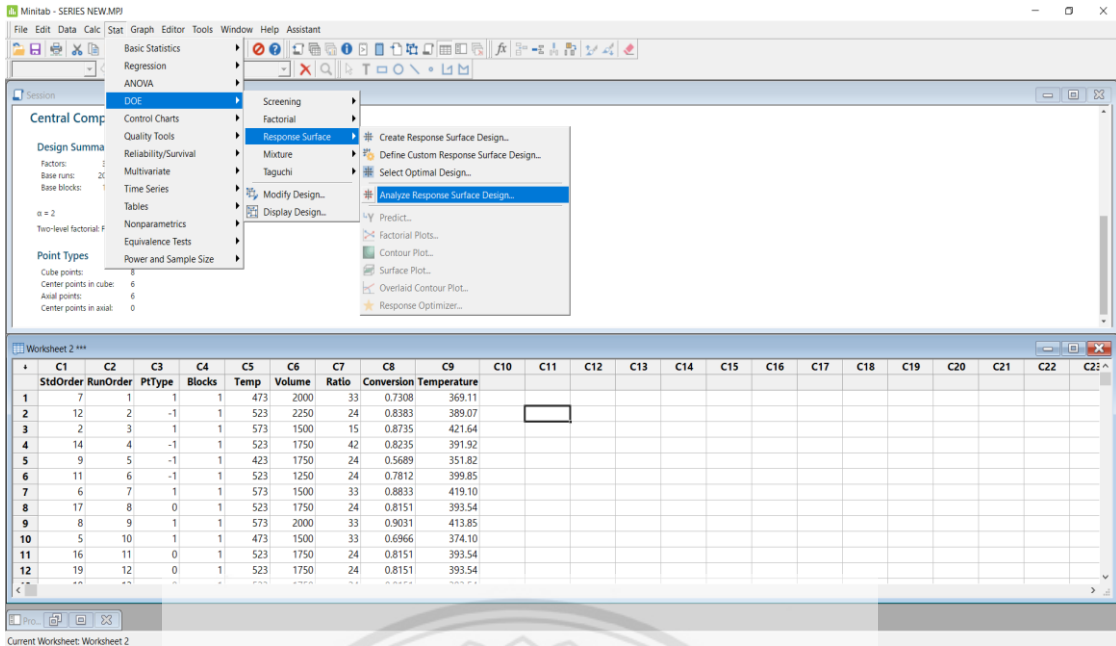 Minitab - SERIES NEW.MPJ
File Edit Data Calc Stat Graph Editor Tools Window Help Assistant
Basic Statistics
Regression
ANOVA
DOE
Control Charts
Quality Tools
Reliability/Survival
Multivariate
Time Series
Tables
Nonparametrics
Equivalence Tests
Power and Sample Size
Screening
Factorial
Response Surface
Mixture
Taguchi
Modify Design...
Display Design...
Create Response Surface Design...
Define Custom Response Surface Design...
Select Optimal Design...
Analyze Response Surface Design...
Predict...
Factorial Plots...
Contour Plot...
Surface Plot...
Overlaid Contour Plot...
Response Optimizer...
Session
Central Comp
Design Summa
Factors: 3
Base runs: 20
Base blocks: 1
α = 2
Two-level factorial: F
Point Types
Cube points: 8
Center points in cube: 6
Axial points: 6
Center points in axial: 0
Worksheet 2 ***
C1 C2 C3 C4 C5 C6 C7 C8 C9 C10 C11 C12 C13 C14 C15 C16 C17 C18 C19 C20 C21 C22
StdOrder RunOrder PtType Blocks Temp Volume Ratio Conversion Temperature
1 7 1 1 1 473 2000 33 0.7308 369.11
2 12 2 -1 1 523 2250 24 0.8383 389.07
3 2 3 1 1 573 1500 15 0.8735 421.64
4 14 4 -1 1 523 1750 42 0.8235 391.92
5 9 5 -1 1 423 1750 24 0.5689 351.82
6 11 6 -1 1 523 1250 24 0.7812 399.85
7 6 7 1 1 573 1500 33 0.8833 419.10
8 17 8 0 1 523 1750 24 0.8151 393.54
9 8 9 1 1 573 2000 33 0.9031 413.85
10 5 10 1 1 473 1500 33 0.6966 374.10
11 16 11 0 1 523 1750 24 0.8151 393.54
12 19 12 0 1 523 1750 24 0.8151 393.54
Pro...
Current Worksheet: Worksheet 2